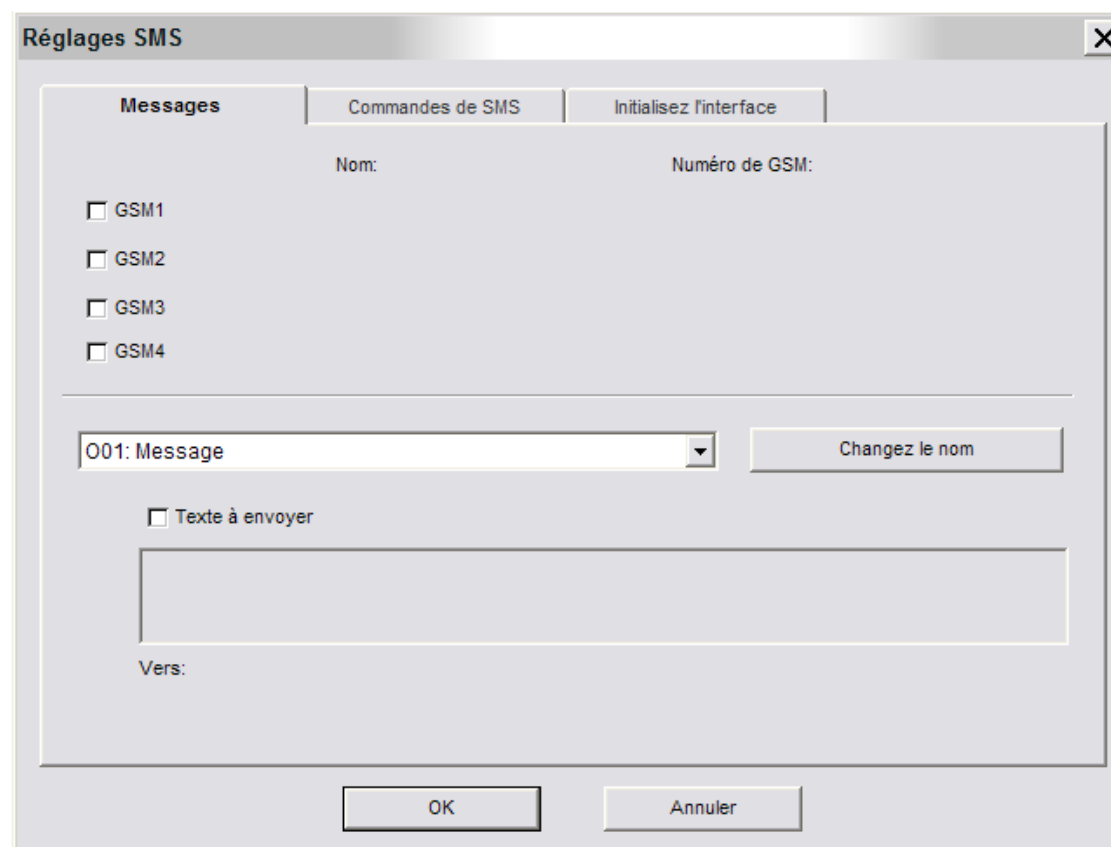 Réglages SMS
Messages Commandes de SMS Initialisez l'interface
Nom: Numéro de GSM:
GSM1
GSM2
GSM3
GSM4
O01: Message Changez le nom
Texte à envoyer
Vers:
OK Annuler